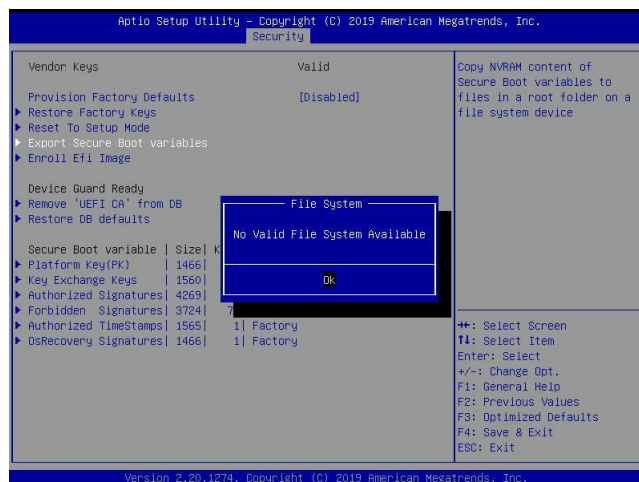 Aptio Setup Utility – Copyright (C) 2019 American Megatrends, Inc.
Security
Vendor Keys Valid
Provision Factory Defaults [Disabled]
Restore Factory Keys
Reset To Setup Mode
Export Secure Boot variables
Enroll Efi Image
Device Guard Ready
Remove 'UEFI CA' from DB
Restore DB defaults
Secure Boot variable | Size| K
Platform Key(PK) | 1466|
Key Exchange Keys | 1560|
Authorized Signatures| 4269|
Forbidden Signatures| 3724| 7
Authorized TimeStamps| 1565| 1| Factory
OsRecovery Signatures| 1466| 1| Factory
File System
No Valid File System Available
Ok
Copy NVRAM content of
Secure Boot variables to
files in a root folder on a
file system device
→←: Select Screen
↑↓: Select Item
Enter: Select
+/-: Change Opt.
F1: General Help
F2: Previous Values
F3: Optimized Defaults
F4: Save & Exit
ESC: Exit
Version 2.20.1274. Copyright (C) 2019 American Megatrends, Inc.